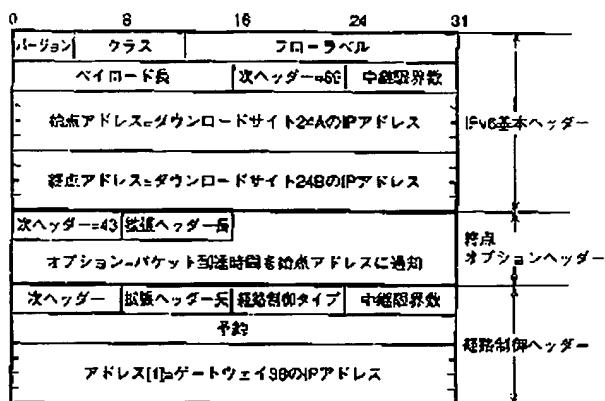 0 8 16 24 31
バージョン クラス フローラベル
ペイロード長 次ヘッダー=60 中継限界数
始点アドレス=ダウンロードサイト24AのIPアドレス
終点アドレス=ダウンロードサイト24BのIPアドレス
IPv6基本ヘッダー
次ヘッダー=43 拡張ヘッダー長
オプション=パケット到達時間を始点アドレスに通知
終点
オプションヘッダー
次ヘッダー 拡張ヘッダー長 経路制御タイプ 中継限界数
予約
アドレス[1]=ゲートウェイ38のIPアドレス
経路制御ヘッダー